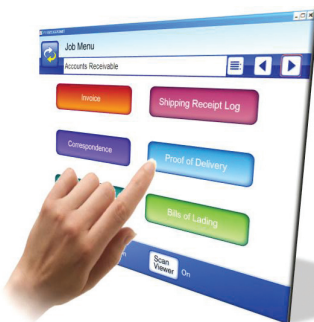 Job Menu
Accounts Receivable
Invoice
Shipping Receipt Log
Correspondence
Proof of Delivery
Bills of Lading
Scan
Viewer
On